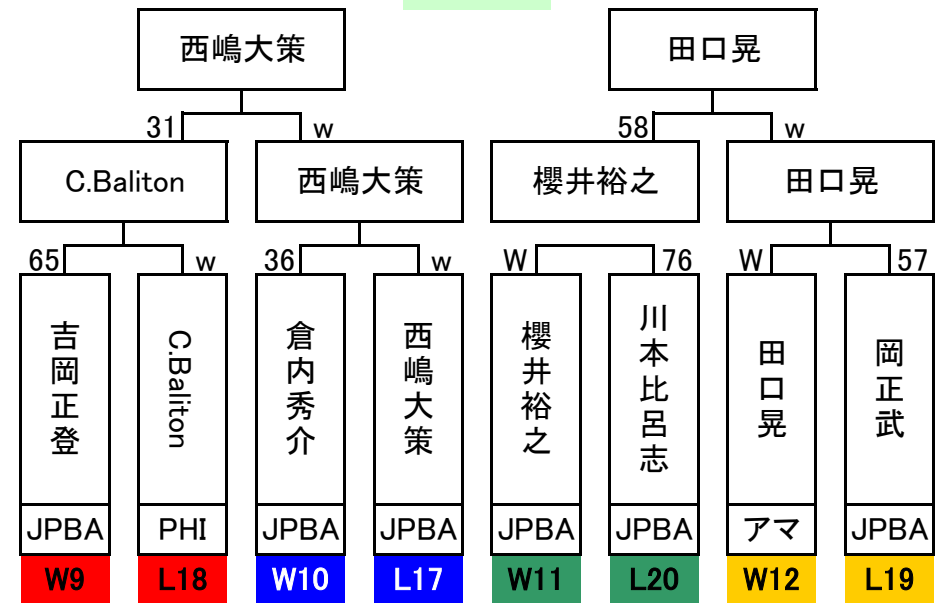 西嶋大策
田口晃
31
w
58
w
C.Baliton
西嶋大策
櫻井裕之
田口晃
65
w
36
w
W
76
W
57
吉岡正登
C.Baliton
倉内秀介
西嶋大策
櫻井裕之
川本比呂志
田口晃
岡正武
JPBA
PHI
JPBA
JPBA
JPBA
JPBA
アマ
JPBA
W9
L18
W10
L17
W11
L20
W12
L19